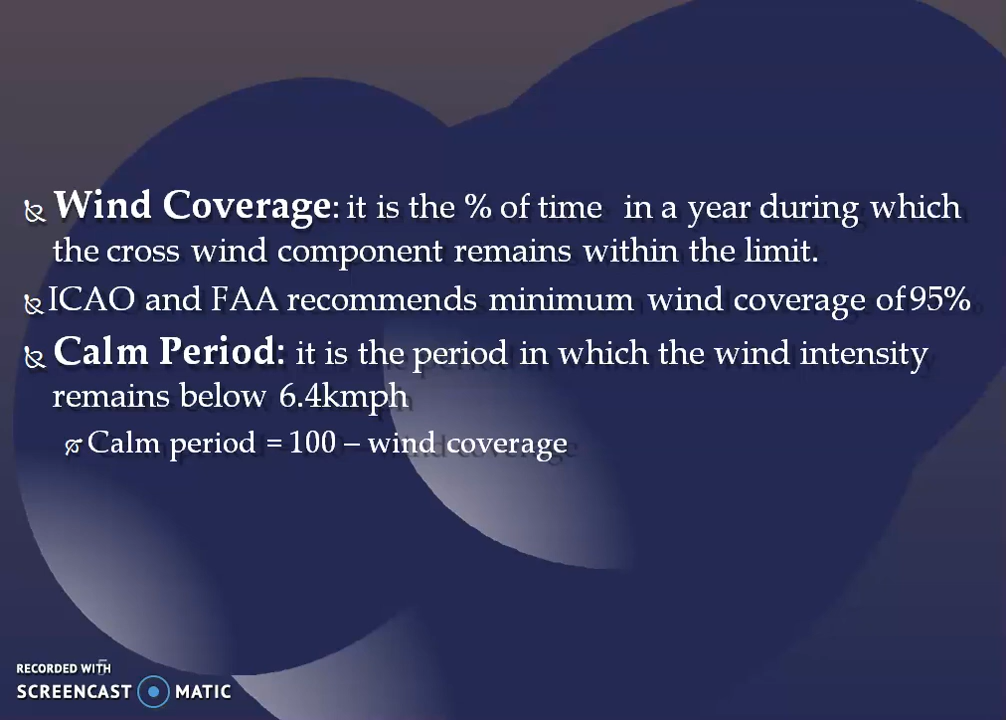 Wind Coverage: it is the % of time in a year during which
the cross wind component remains within the limit.
ICAO and FAA recommends minimum wind coverage of 95%
Calm Period: it is the period in which the wind intensity
remains below 6.4kmph
Calm period = 100 – wind coverage
RECORDED WITH
SCREENCAST MATIC